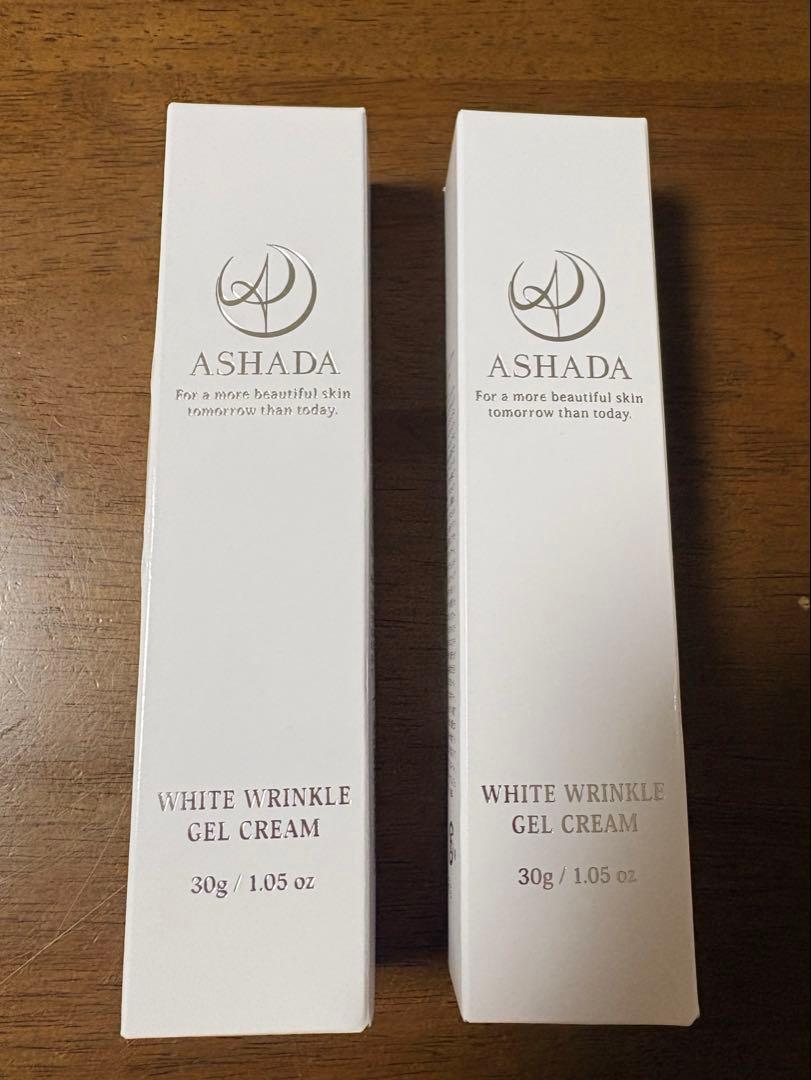 ASHADA
For a more beautiful skin
tomorrow than today.
WHITE WRINKLE
GEL CREAM
30g / 1.05 oz
ASHADA
For a more beautiful skin
tomorrow than today.
WHITE WRINKLE
GEL CREAM
30g / 1.05 oz